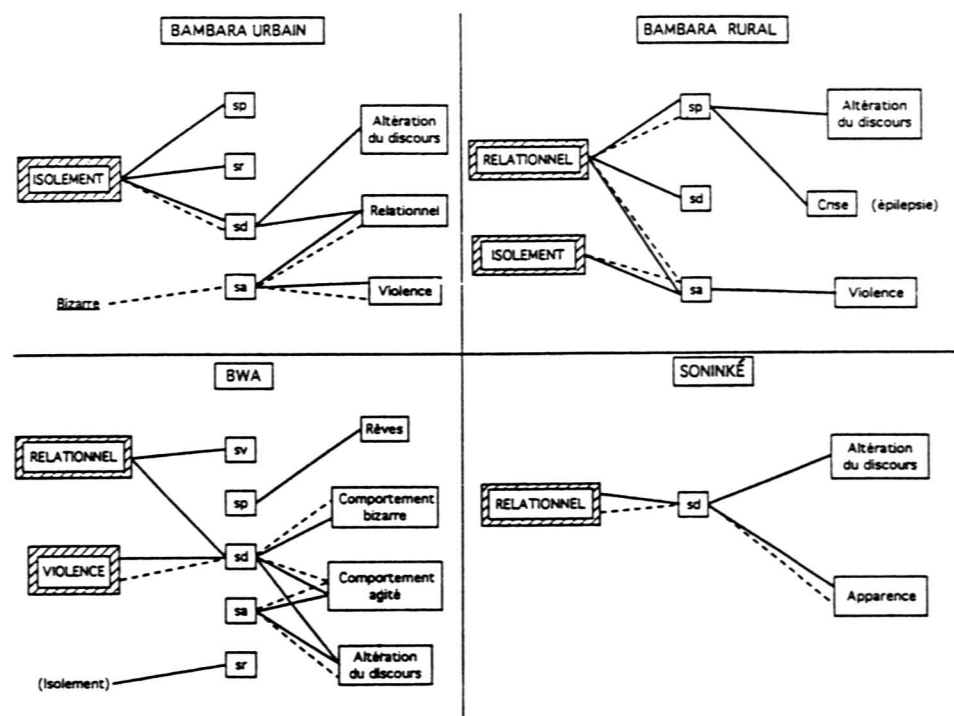 BAMBARA URBAIN
sp
Altération
du discours
ISOLEMENT
sr
sd
Relationnel
sa
Bizarre
Violence
BAMBARA RURAL
sp
Altération
du discours
RELATIONNEL
sd
Crise (épilepsie)
ISOLEMENT
sa
Violence
BWA
Rêves
RELATIONNEL
sv
sp
Comportement
bizarre
VIOLENCE
sd
Comportement
agité
sa
Altération
du discours
sr
(Isolement)
SONINKÉ
Altération
du discours
RELATIONNEL
sd
Apparence